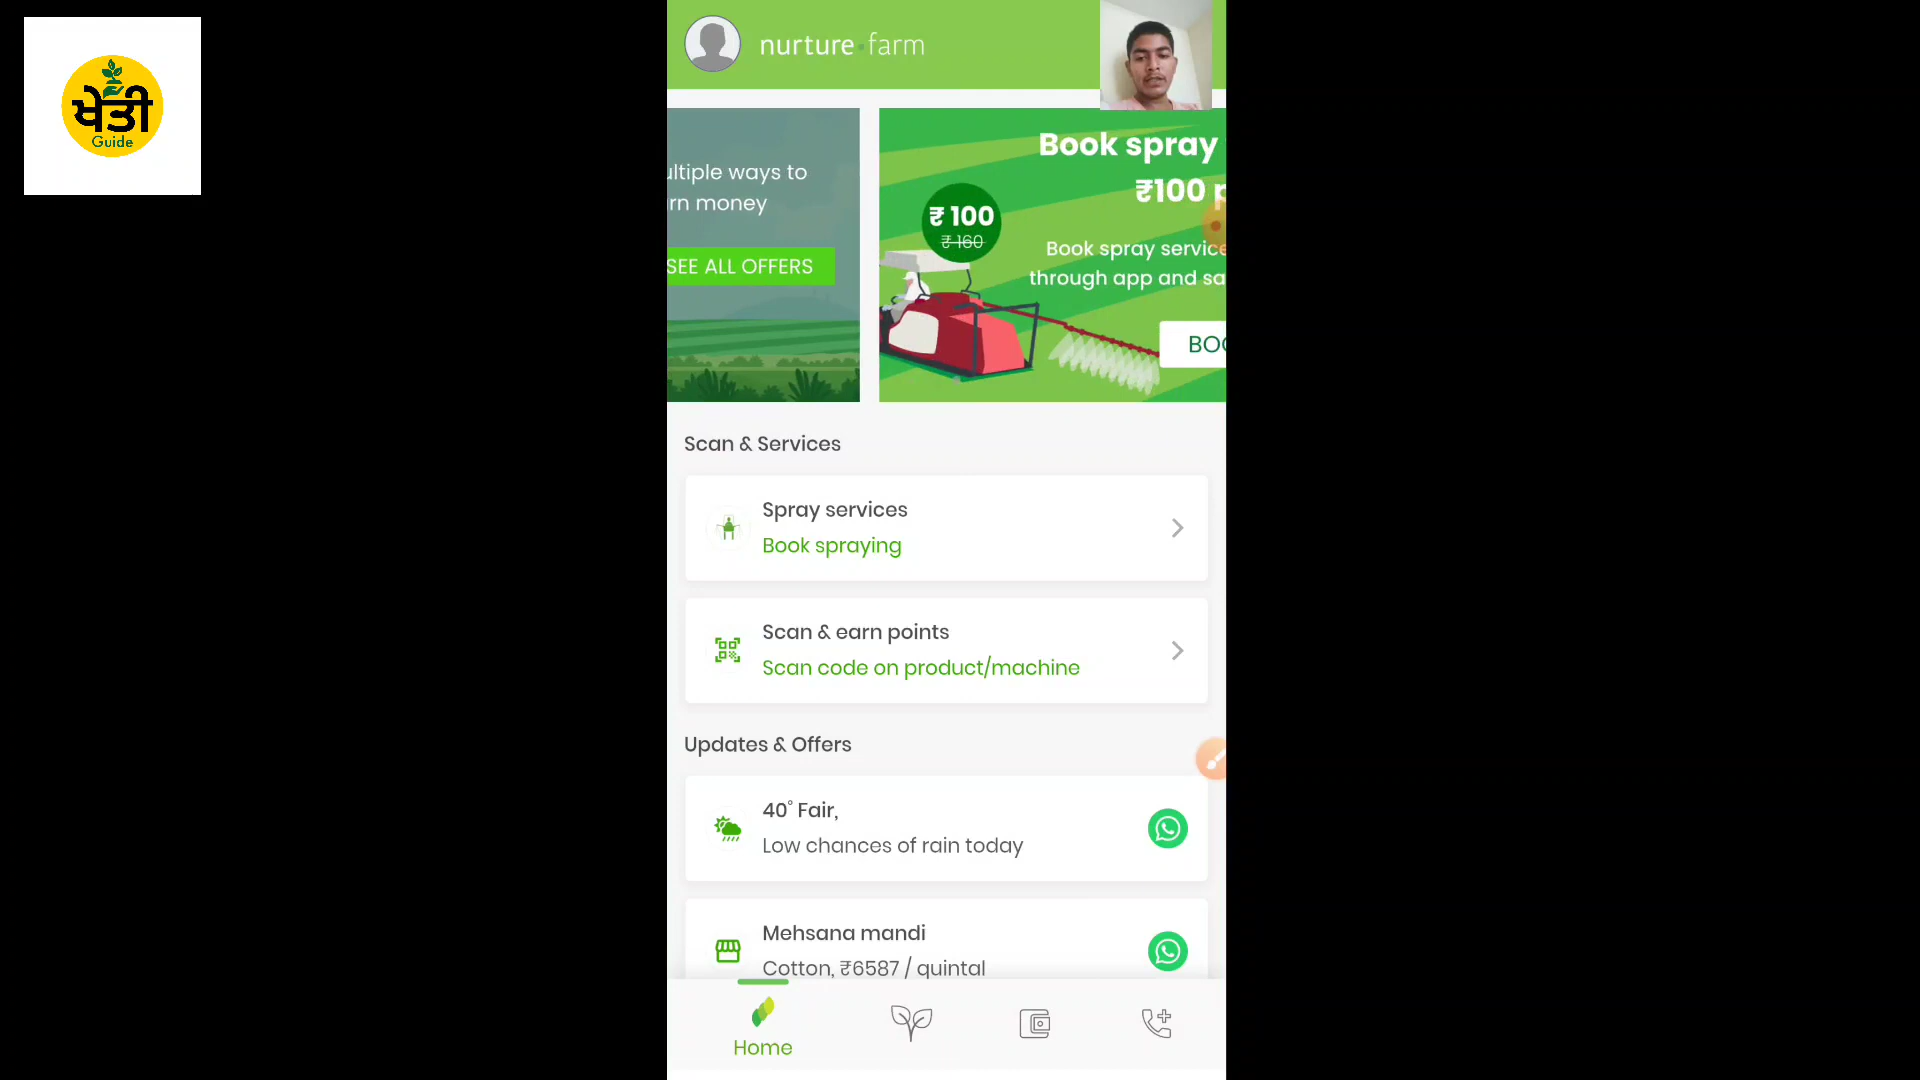 ਖੇਤੀ
Guide
nurture.farm
ultiple ways to
rn money
SEE ALL OFFERS
Book spray
₹100 p
₹ 100
₹ 160
Book spray service
through app and sa
BOO
Scan & Services
Spray services
Book spraying
Scan & earn points
Scan code on product/machine
Updates & Offers
40° Fair,
Low chances of rain today
Mehsana mandi
Cotton, ₹6587 / quintal
Home